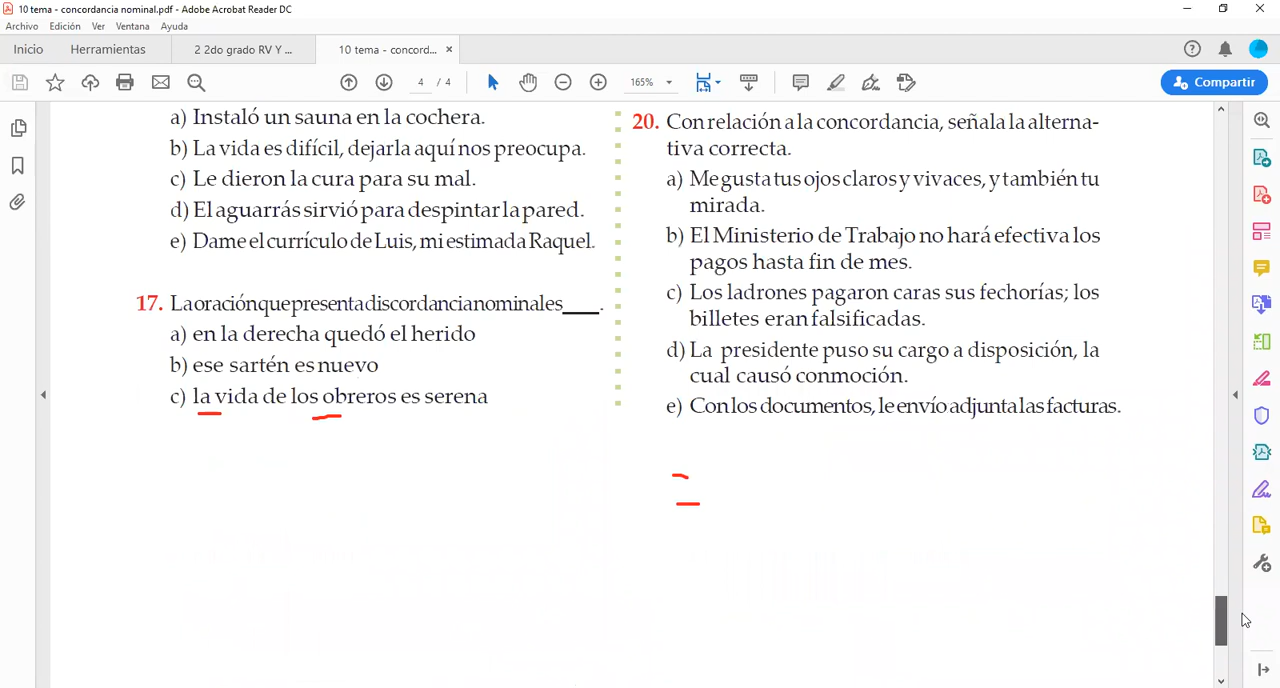 10 tema - concordancia nominal.pdf - Adobe Acrobat Reader DC
Archivo Edición Ver Ventana Ayuda
Inicio Herramientas 2 2do grado RV Y ... 10 tema - concord... ×
4 / 4 165% Compartir
a) Instaló un sauna en la cochera.
b) La vida es difícil, dejarla aquí nos preocupa.
c) Le dieron la cura para su mal.
d) El aguarrás sirvió para despintar la pared.
e) Dame el currículo de Luis, mi estimada Raquel.
17. La oración que presenta discordancia nominal es____.
a) en la derecha quedó el herido
b) ese sartén es nuevo
c) la vida de los obreros es serena
20. Con relación a la concordancia, señala la alterna-
tiva correcta.
a) Me gusta tus ojos claros y vivaces, y también tu
mirada.
b) El Ministerio de Trabajo no hará efectiva los
pagos hasta fin de mes.
c) Los ladrones pagaron caras sus fechorías; los
billetes eran falsificadas.
d) La presidente puso su cargo a disposición, la
cual causó conmoción.
e) Con los documentos, le envío adjunta las facturas.